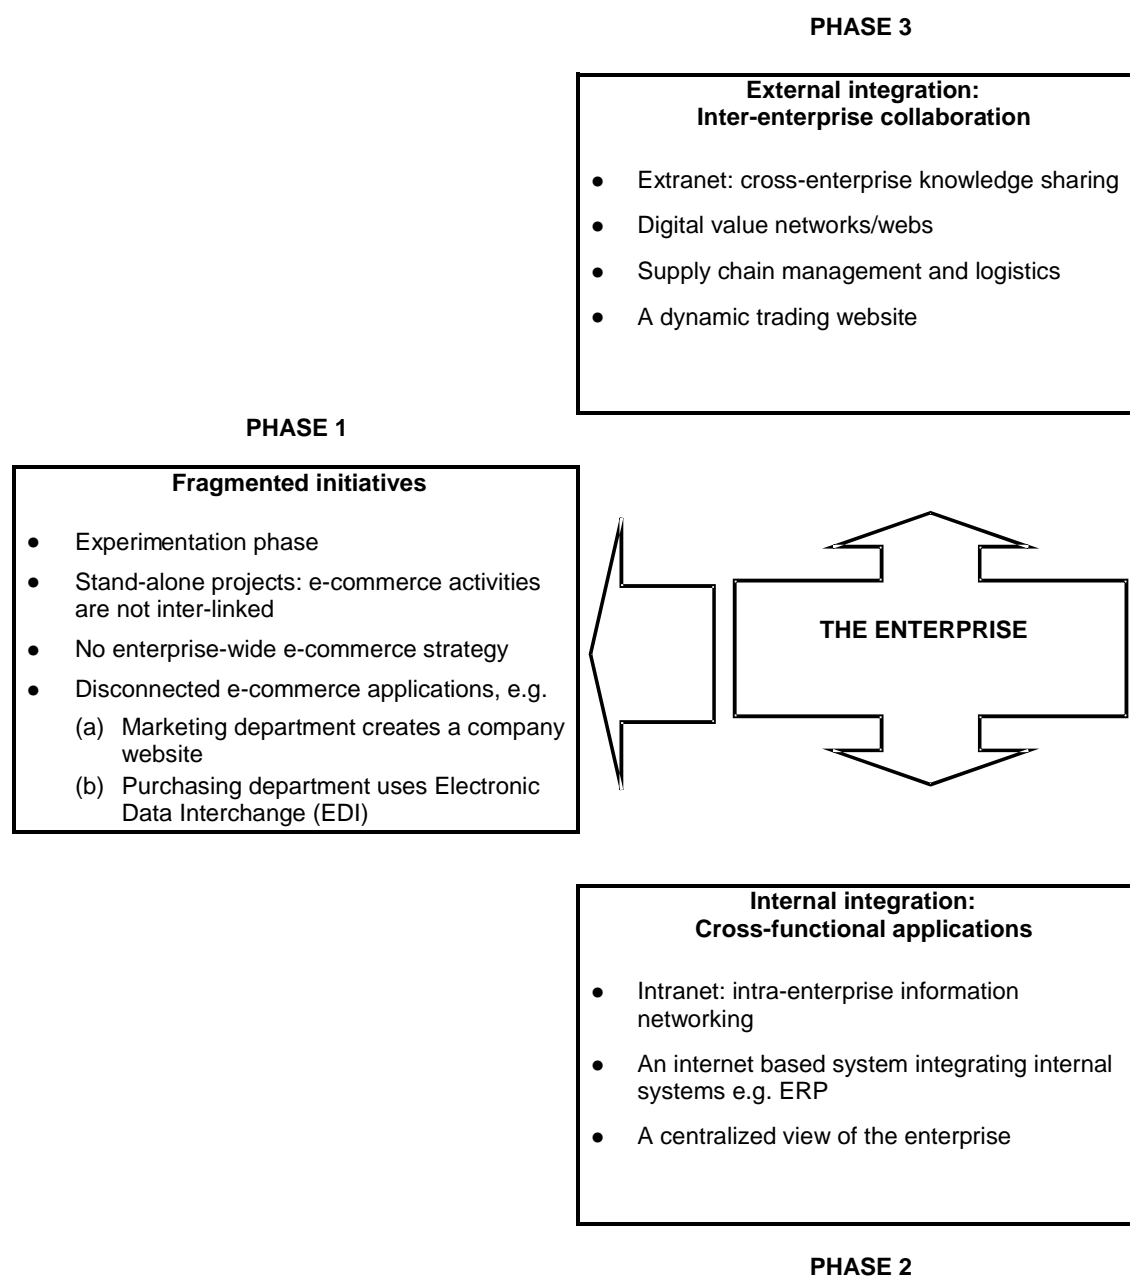 PHASE 3
External integration:
Inter-enterprise collaboration
● Extranet: cross-enterprise knowledge sharing
● Digital value networks/webs
● Supply chain management and logistics
● A dynamic trading website
PHASE 1
Fragmented initiatives
● Experimentation phase
● Stand-alone projects: e-commerce activities
are not inter-linked
● No enterprise-wide e-commerce strategy
● Disconnected e-commerce applications, e.g.
(a) Marketing department creates a company
website
(b) Purchasing department uses Electronic
Data Interchange (EDI)
THE ENTERPRISE
Internal integration:
Cross-functional applications
● Intranet: intra-enterprise information
networking
● An internet based system integrating internal
systems e.g. ERP
● A centralized view of the enterprise
PHASE 2